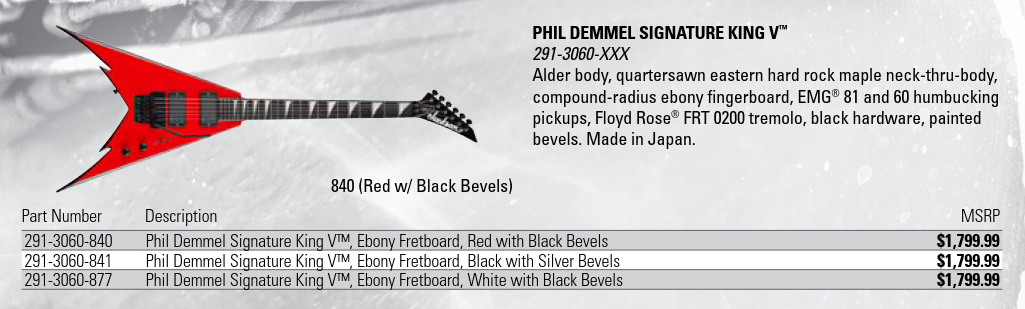 PHIL DEMMEL SIGNATURE KING V™
291-3060-XXX
Alder body, quartersawn eastern hard rock maple neck-thru-body,
compound-radius ebony fingerboard, EMG® 81 and 60 humbucking
pickups, Floyd Rose® FRT 0200 tremolo, black hardware, painted
bevels. Made in Japan.
840 (Red w/ Black Bevels)
Part Number Description MSRP
291-3060-840 Phil Demmel Signature King V™, Ebony Fretboard, Red with Black Bevels $1,799.99
291-3060-841 Phil Demmel Signature King V™, Ebony Fretboard, Black with Silver Bevels $1,799.99
291-3060-877 Phil Demmel Signature King V™, Ebony Fretboard, White with Black Bevels $1,799.99